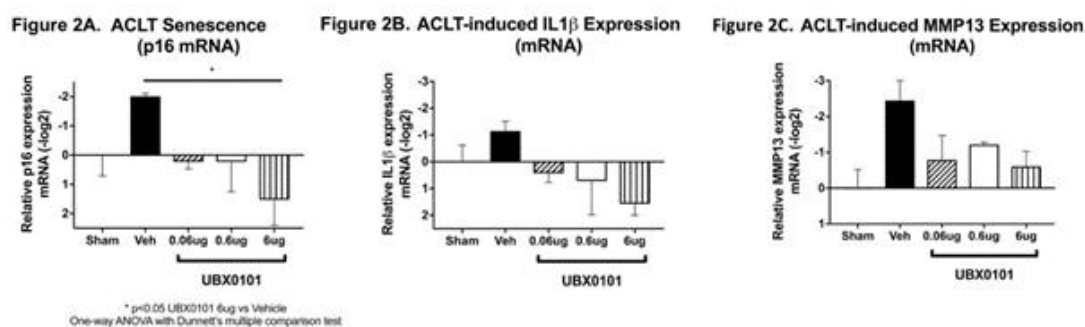 Figure 2A. ACLT Senescence
(p16 mRNA)
Relative p16 expression
mRNA (-log2)
-2
-1
0
1
2
*
Sham Veh 0.06ug 0.6ug 6ug
UBX0101
* p<0.05 UBX0101 6ug vs Vehicle
One-way ANOVA with Dunnett's multiple comparison test
Figure 2B. ACLT-induced IL1β Expression
(mRNA)
Relative IL1β expression
mRNA (-log2)
-3
-2
-1
0
1
2
Sham Veh 0.06ug 0.6ug 6ug
UBX0101
Figure 2C. ACLT-induced MMP13 Expression
(mRNA)
Relative MMP13 expression
mRNA (-log2)
-3
-2
-1
0
1
Sham Veh 0.06ug 0.6ug 6ug
UBX0101